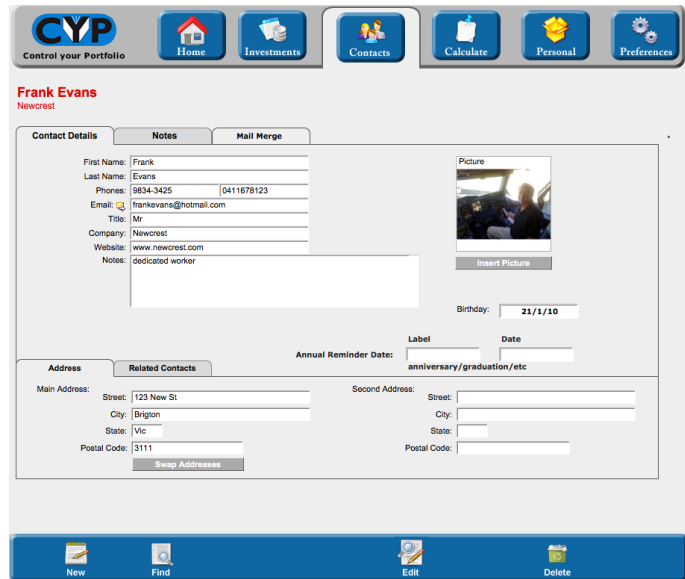 CYP
Control your Portfolio
Home
Investments
Contacts
Calculate
Personal
Preferences
Frank Evans
Newcrest
Contact Details
Notes
Mail Merge
First Name: Frank
Last Name: Evans
Phones: 9834-3425 0411678123
Email: frankevans@hotmail.com
Title: Mr
Company: Newcrest
Website: www.newcrest.com
Notes: dedicated worker
Picture
Insert Picture
Birthday: 21/1/10
Label Date
Annual Reminder Date:
anniversary/graduation/etc
Address
Related Contacts
Main Address:
Street: 123 New St
City: Brigton
State: Vic
Postal Code: 3111
Swap Addresses
Second Address:
Street:
City:
State:
Postal Code:
New
Find
Edit
Delete